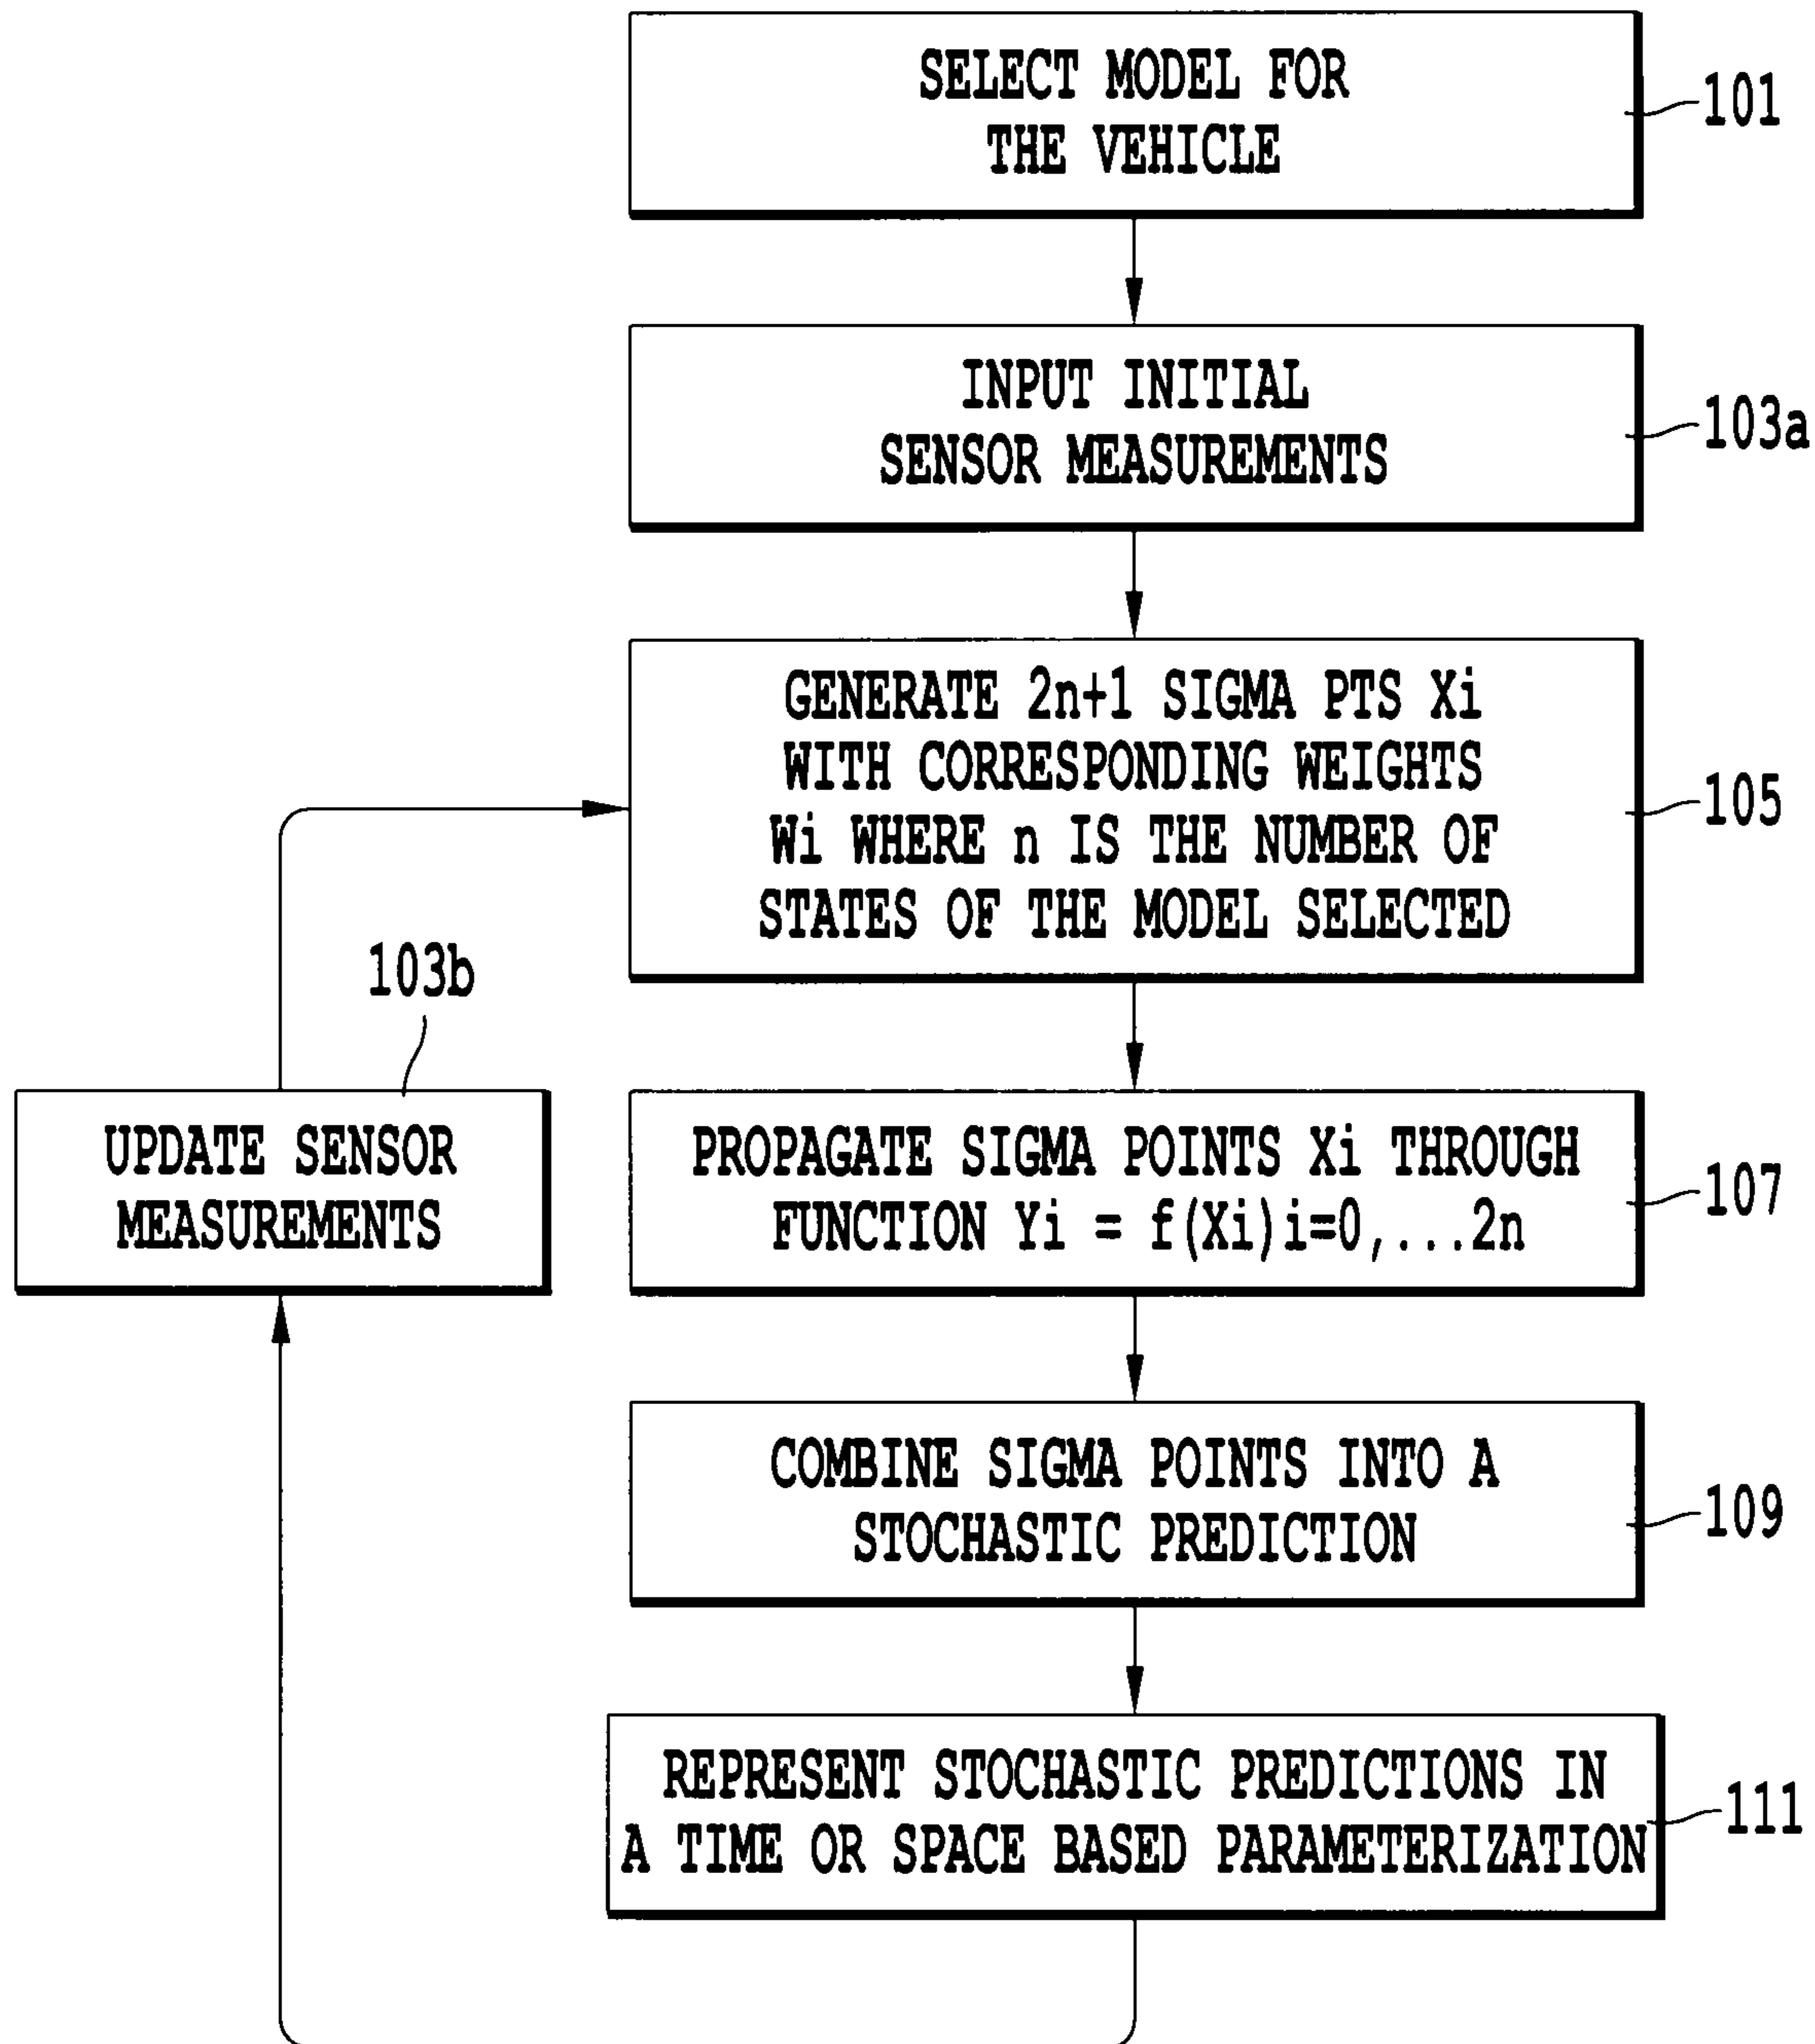 SELECT MODEL FOR
THE VEHICLE
101
INPUT INITIAL
SENSOR MEASUREMENTS
103a
GENERATE 2n+1 SIGMA PTS Xi
WITH CORRESPONDING WEIGHTS
Wi WHERE n IS THE NUMBER OF
STATES OF THE MODEL SELECTED
105
103b
UPDATE SENSOR
MEASUREMENTS
PROPAGATE SIGMA POINTS Xi THROUGH
FUNCTION Yi = f(Xi)i=0,...2n
107
COMBINE SIGMA POINTS INTO A
STOCHASTIC PREDICTION
109
REPRESENT STOCHASTIC PREDICTIONS IN
A TIME OR SPACE BASED PARAMETERIZATION
111